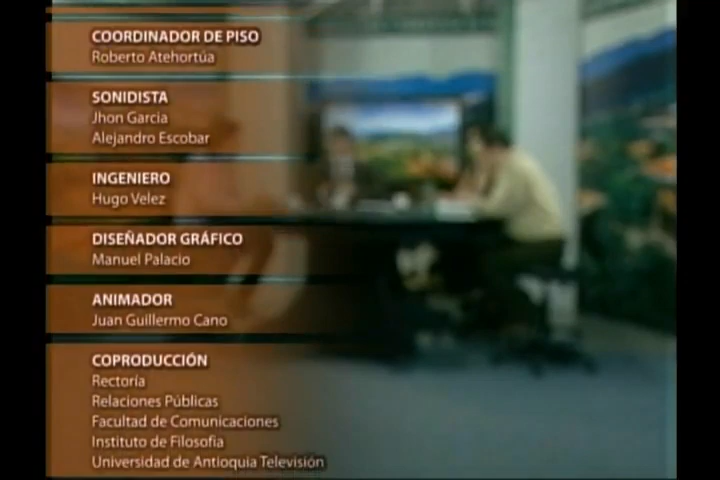 COORDINADOR DE PISO
Roberto Atehortúa
SONIDISTA
Jhon Garcia
Alejandro Escobar
INGENIERO
Hugo Velez
DISEÑADOR GRÁFICO
Manuel Palacio
ANIMADOR
Juan Guillermo Cano
COPRODUCCIÓN
Rectoría
Relaciones Públicas
Facultad de Comunicaciones
Instituto de Filosofia
Universidad de Antioquia Televisión